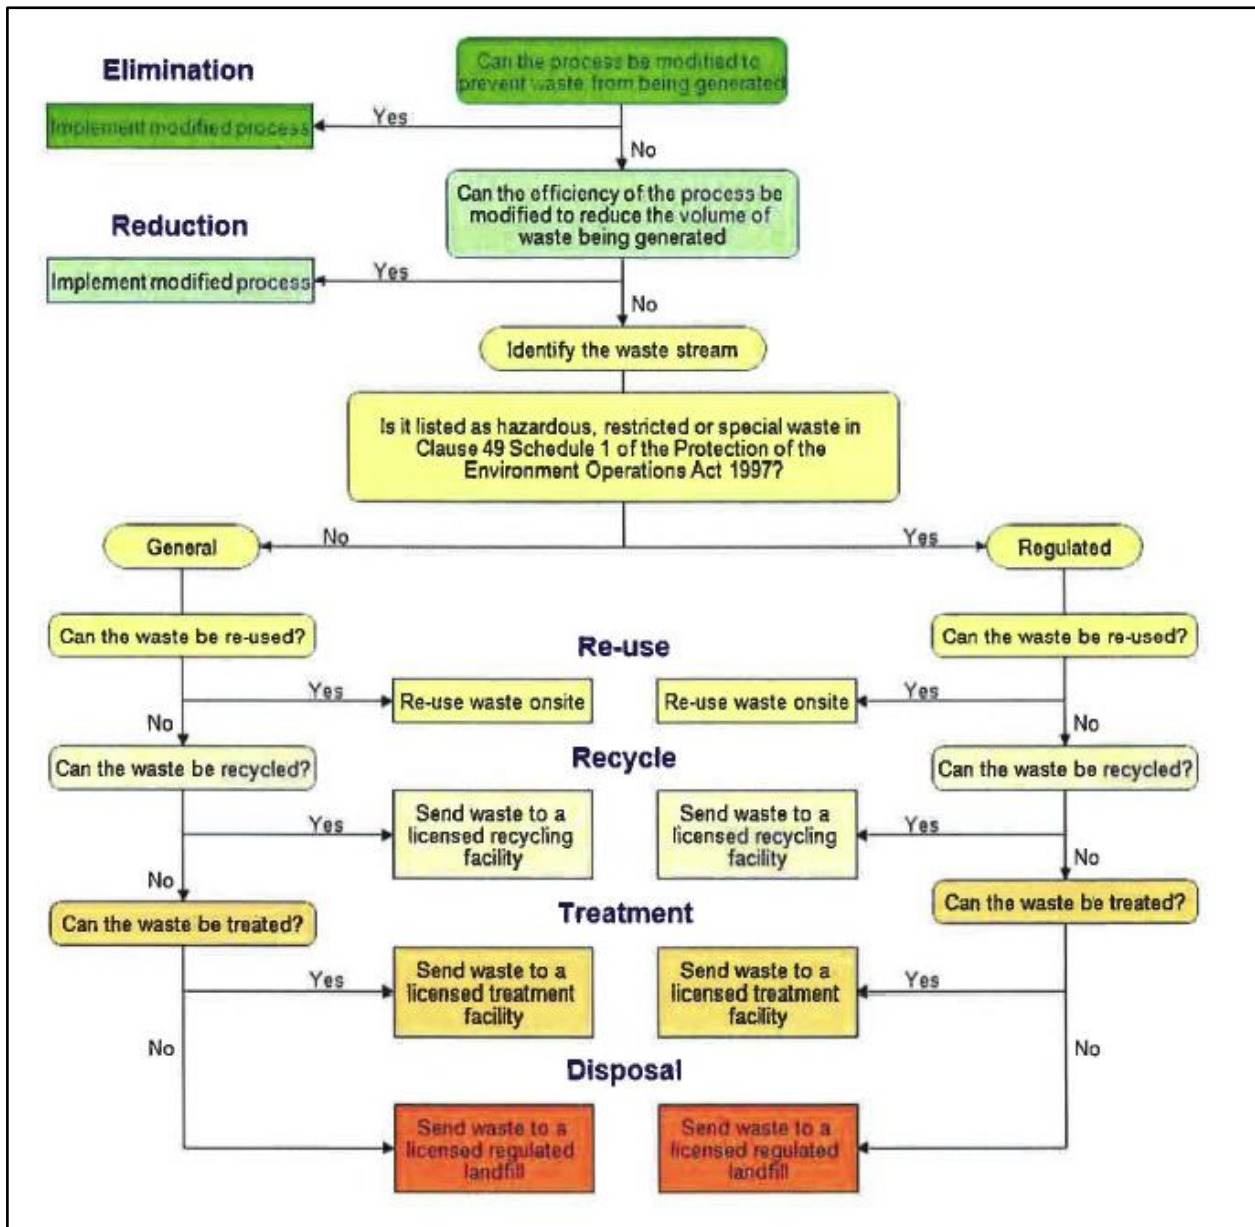 Can the process be modified to
prevent waste from being generated
Elimination
Implement modified process
Yes
No
Can the efficiency of the process be
modified to reduce the volume of
waste being generated
Reduction
Implement modified process
Yes
No
Identify the waste stream
Is it listed as hazardous, restricted or special waste in
Clause 49 Schedule 1 of the Protection of the
Environment Operations Act 1997?
General
No
Yes
Regulated
Can the waste be re-used?
Re-use
Can the waste be re-used?
Yes
Re-use waste onsite
Re-use waste onsite
Yes
No
No
Can the waste be recycled?
Recycle
Can the waste be recycled?
Yes
Send waste to a
licensed recycling
facility
Send waste to a
licensed recycling
facility
Yes
No
No
Can the waste be treated?
Treatment
Can the waste be treated?
Yes
Send waste to a
licensed treatment
facility
Send waste to a
licensed treatment
facility
Yes
No
No
Disposal
Send waste to a
licensed regulated
landfill
Send waste to a
licensed regulated
landfill